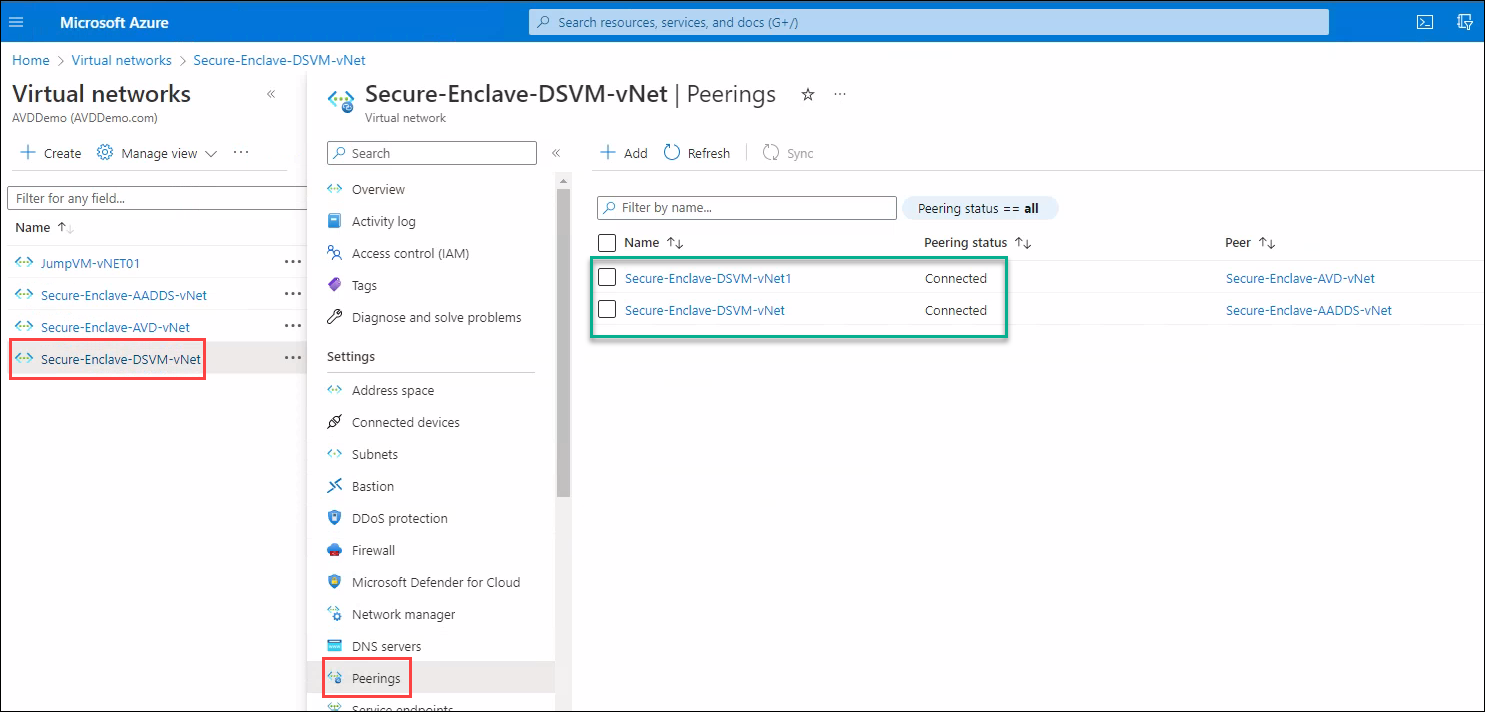 Microsoft Azure
Search resources, services, and docs (G+/)
Home > Virtual networks > Secure-Enclave-DSVM-vNet
Virtual networks
AVDDemo (AVDDemo.com)
+ Create Manage view ...
Filter for any field...
Name ↑↓
JumpVM-vNET01 ...
Secure-Enclave-AADDS-vNet ...
Secure-Enclave-AVD-vNet ...
Secure-Enclave-DSVM-vNet ...
Secure-Enclave-DSVM-vNet | Peerings ...
Virtual network
Search
Overview
Activity log
Access control (IAM)
Tags
Diagnose and solve problems
Settings
Address space
Connected devices
Subnets
Bastion
DDoS protection
Firewall
Microsoft Defender for Cloud
Network manager
DNS servers
Peerings
Service endpoints
+ Add Refresh Sync
Filter by name... Peering status == all
Name ↑↓ Peering status ↑↓ Peer ↑↓
Secure-Enclave-DSVM-vNet1 Connected Secure-Enclave-AVD-vNet
Secure-Enclave-DSVM-vNet Connected Secure-Enclave-AADDS-vNet